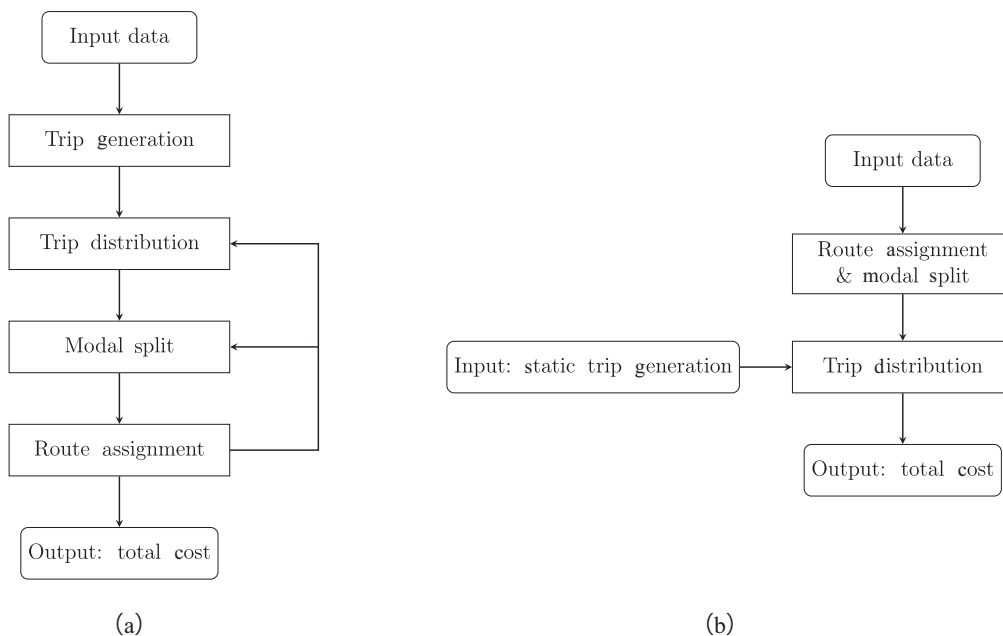 Input data
Trip generation
Trip distribution
Modal split
Route assignment
Output: total cost
(a)
Input data
Route assignment
& modal split
Input: static trip generation
Trip distribution
Output: total cost
(b)